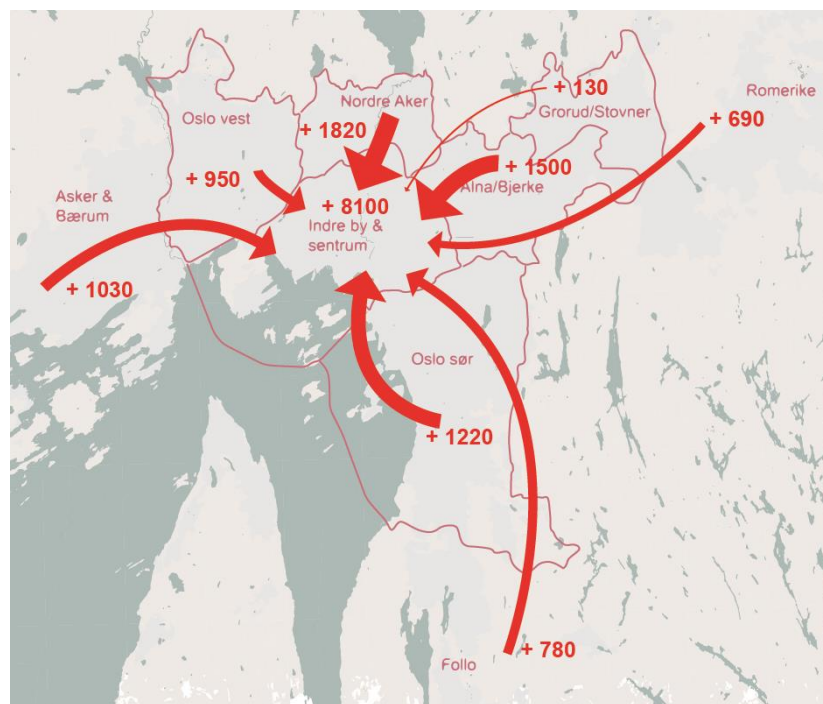 + 130
Romerike
Nordre Aker
Grorud/Stovner
Oslo vest
+ 690
+ 1820
+ 1500
+ 950
Alna/Bjerke
Asker &
Bærum
+ 8100
Indre by &
sentrum
+ 1030
Oslo sør
+ 1220
+ 780
Follo